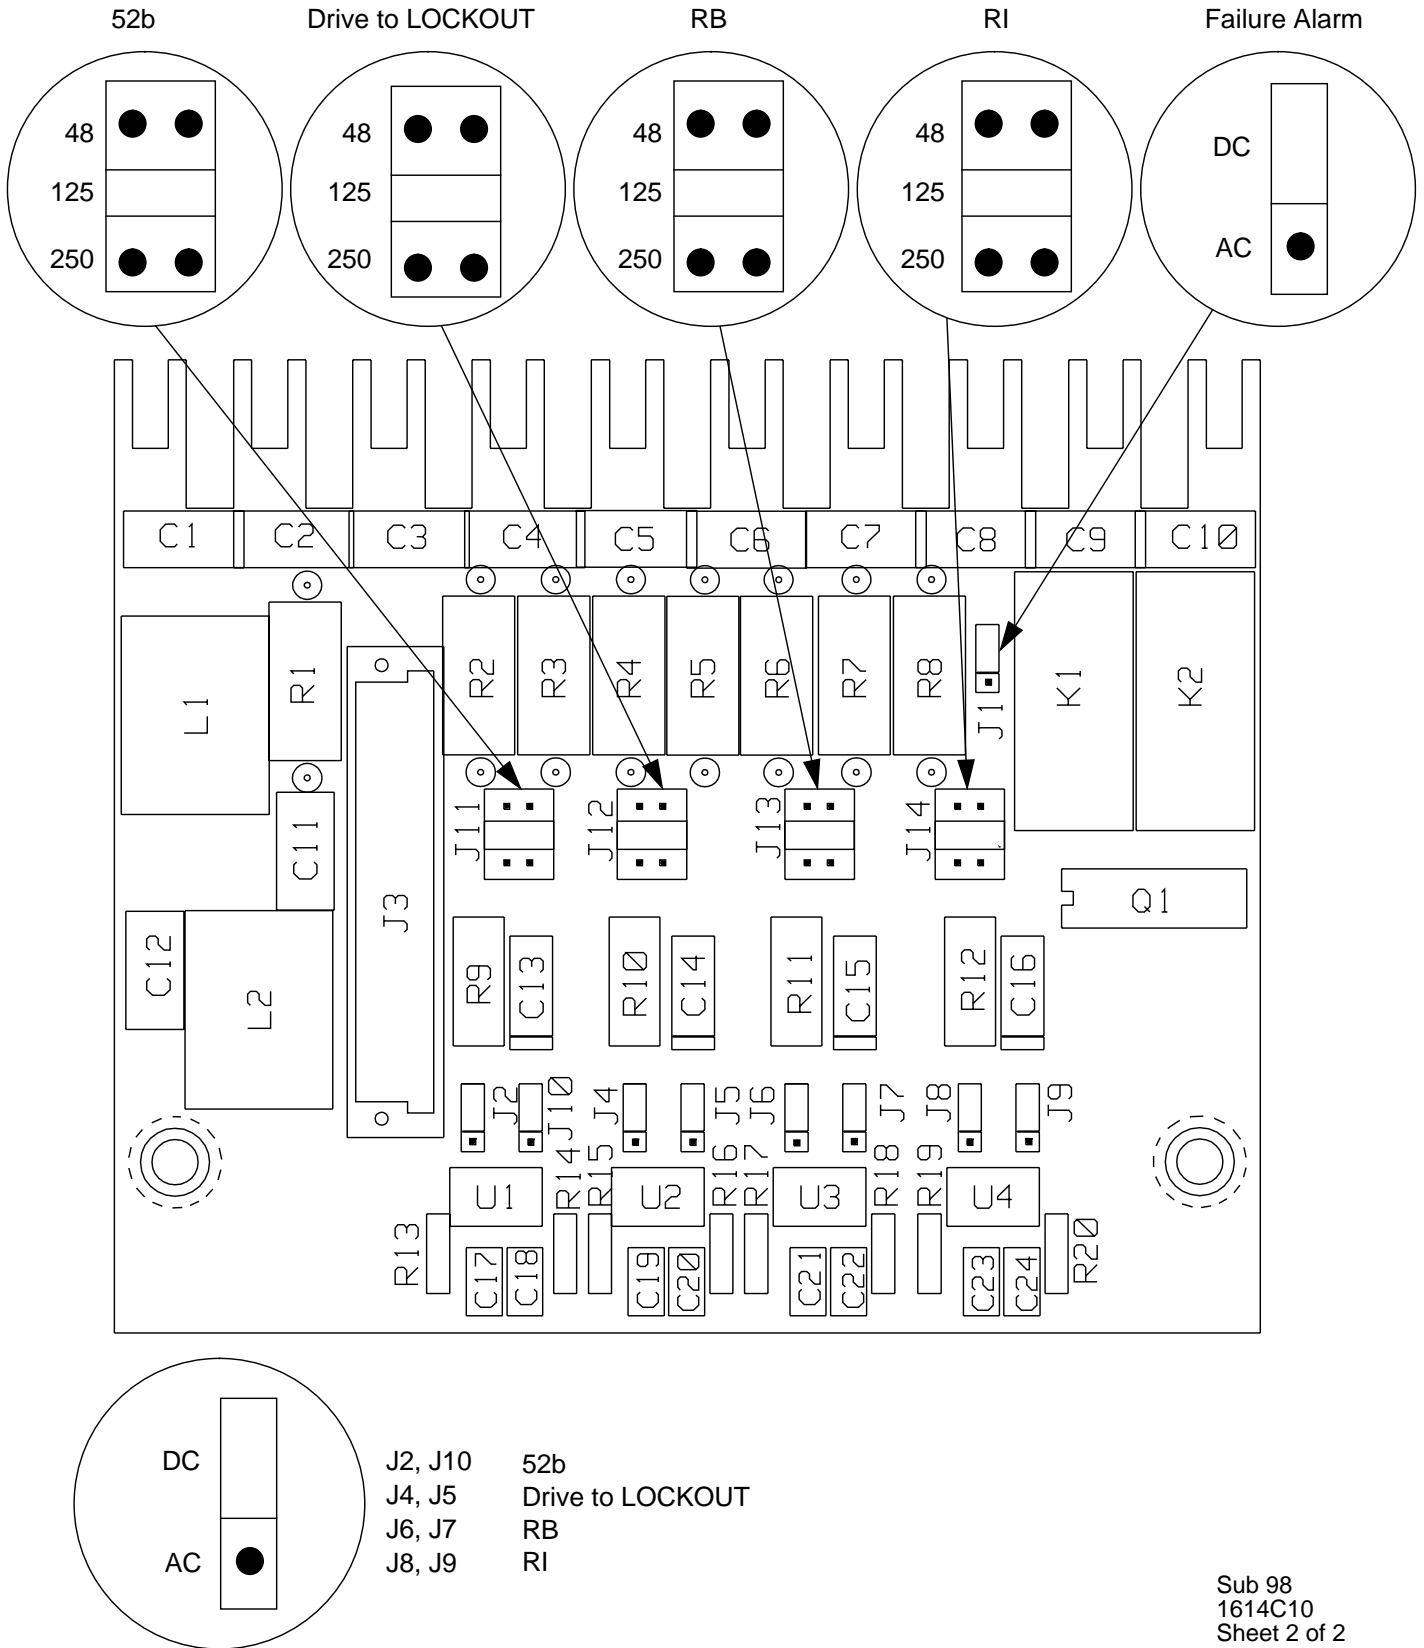 52b Drive to LOCKOUT RB RI Failure Alarm
48 48 48 48 DC
125 125 125 125
250 250 250 250 AC
C1 C2 C3 C4 C5 C6 C7 C8 C9 C10
L1 R1 R2 R3 R4 R5 R6 R7 R8 J1 K1 K2
C11 J11 J12 J13 J14
C12 L2 J3 R9 C13 R10 C14 R11 C15 R12 C16 Q1
J2 J10 J4 J5 J6 J7 J8 J9
R14 R15 R16 R17 R18 R19
U1 U2 U3 U4
R13 C17 C18 C19 C20 C21 C22 C23 C24 R20
DC
AC
J2, J10 52b
J4, J5 Drive to LOCKOUT
J6, J7 RB
J8, J9 RI
Sub 98
1614C10
Sheet 2 of 2